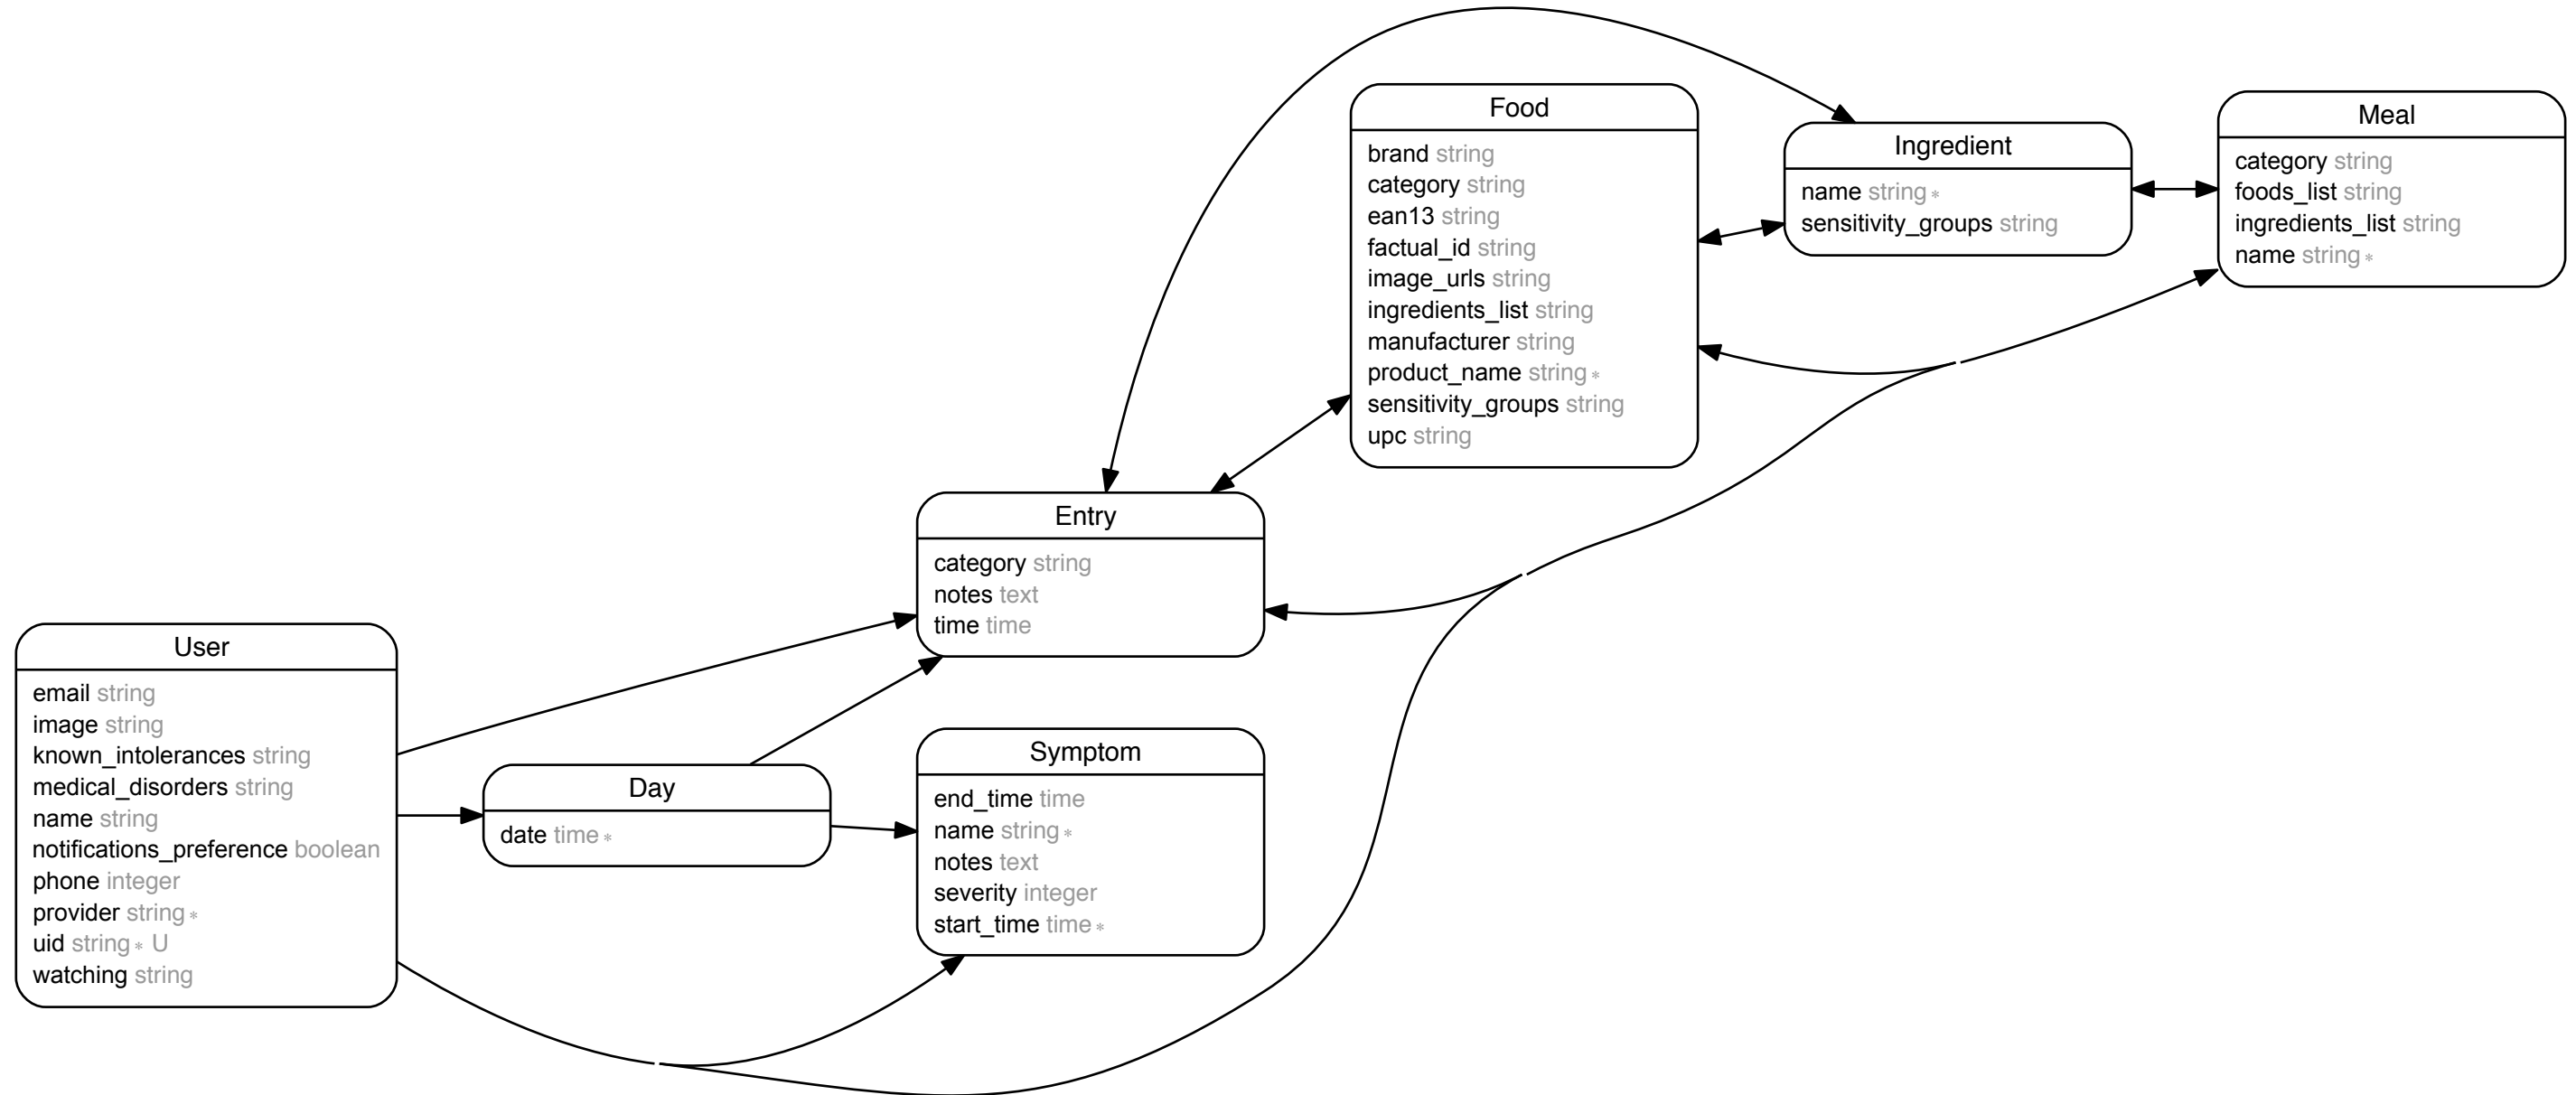 User
email string
image string
known_intolerances string
medical_disorders string
name string
notifications_preference boolean
phone integer
provider string ∗
uid string ∗ U
watching string
Day
date time ∗
Entry
category string
notes text
time time
Symptom
end_time time
name string ∗
notes text
severity integer
start_time time ∗
Food
brand string
category string
ean13 string
factual_id string
image_urls string
ingredients_list string
manufacturer string
product_name string ∗
sensitivity_groups string
upc string
Ingredient
name string ∗
sensitivity_groups string
Meal
category string
foods_list string
ingredients_list string
name string ∗